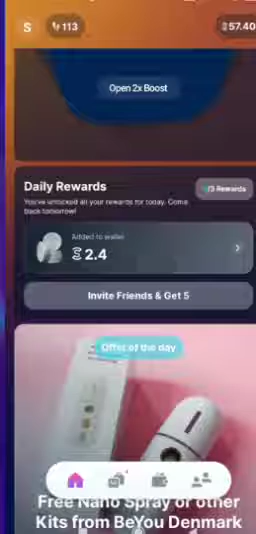 S
113
57.40
Open 2x Boost
Daily Rewards
/3 Rewards
You've unlocked all your rewards for today. Come
back tomorrow!
Added to wallet
2.4
Invite Friends & Get 5
Offer of the day
Free Nano Spray or other
Kits from BeYou Denmark